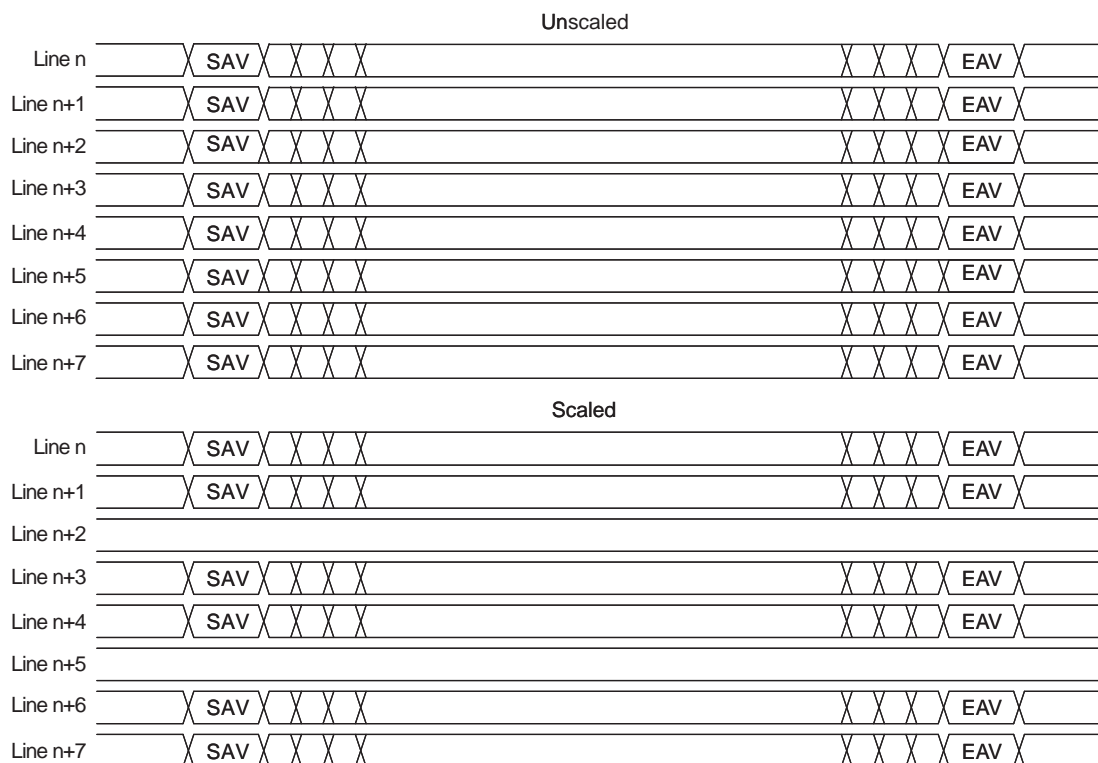 Unscaled
Line n SAV EAV
Line n+1 SAV EAV
Line n+2 SAV EAV
Line n+3 SAV EAV
Line n+4 SAV EAV
Line n+5 SAV EAV
Line n+6 SAV EAV
Line n+7 SAV EAV
Scaled
Line n SAV EAV
Line n+1 SAV EAV
Line n+2
Line n+3 SAV EAV
Line n+4 SAV EAV
Line n+5
Line n+6 SAV EAV
Line n+7 SAV EAV